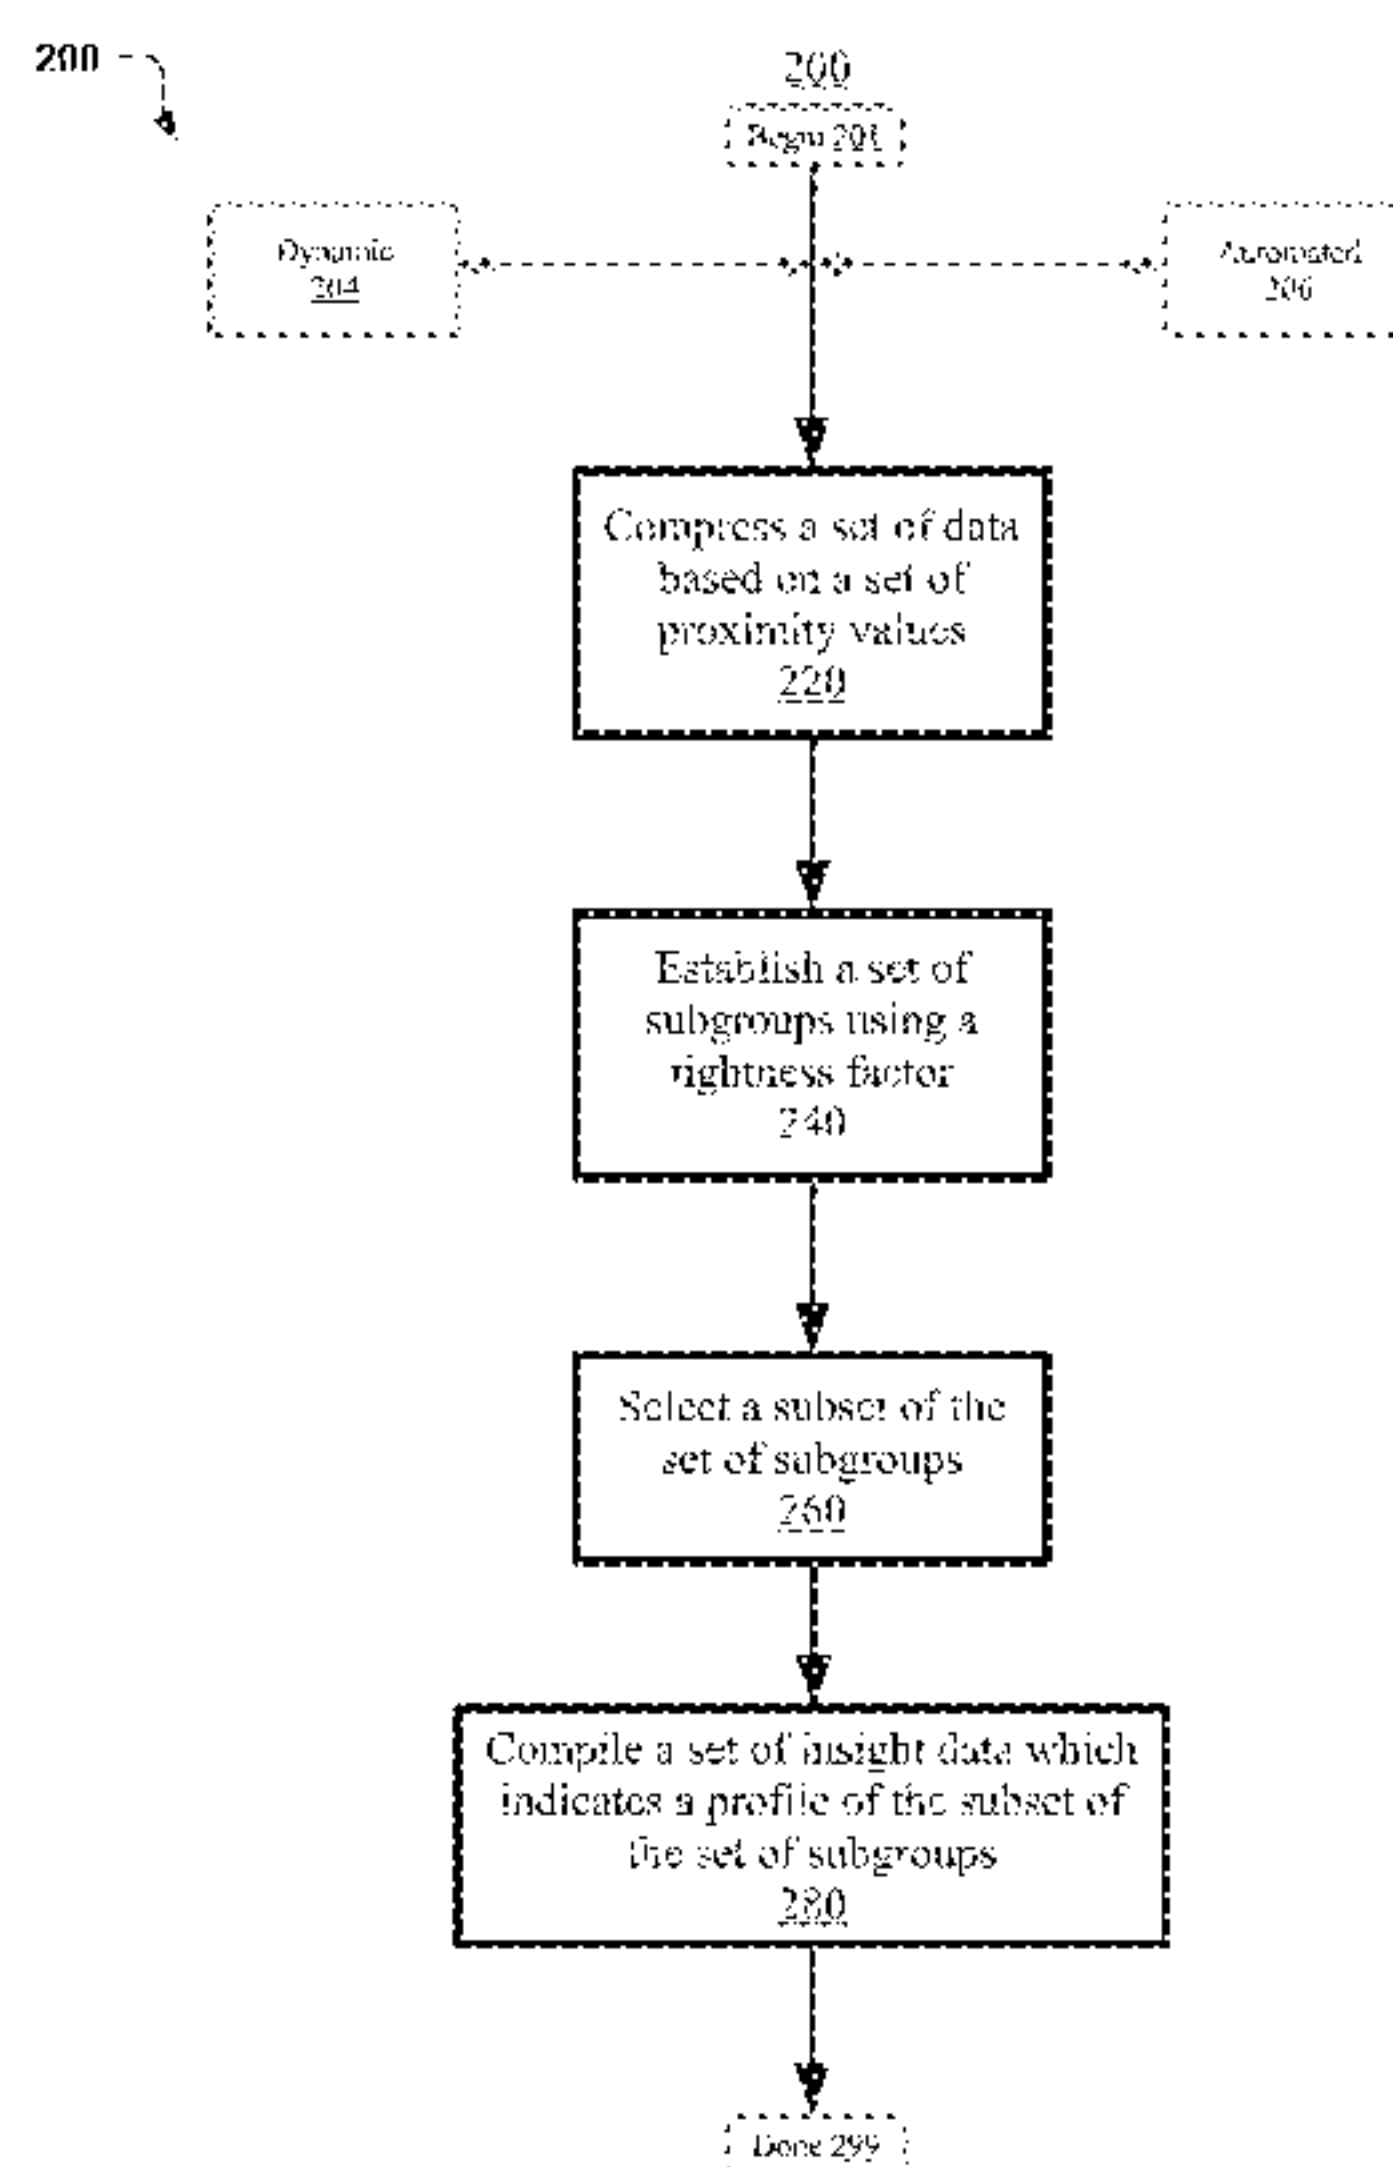 200
200
Begin 201
Dynamic
204
Automated
206
Compress a set of data
based on a set of
proximity values
220
Establish a set of
subgroups using a
tightness factor
240
Select a subset of the
set of subgroups
260
Compile a set of insight data which
indicates a profile of the subset of
the set of subgroups
280
Done 299